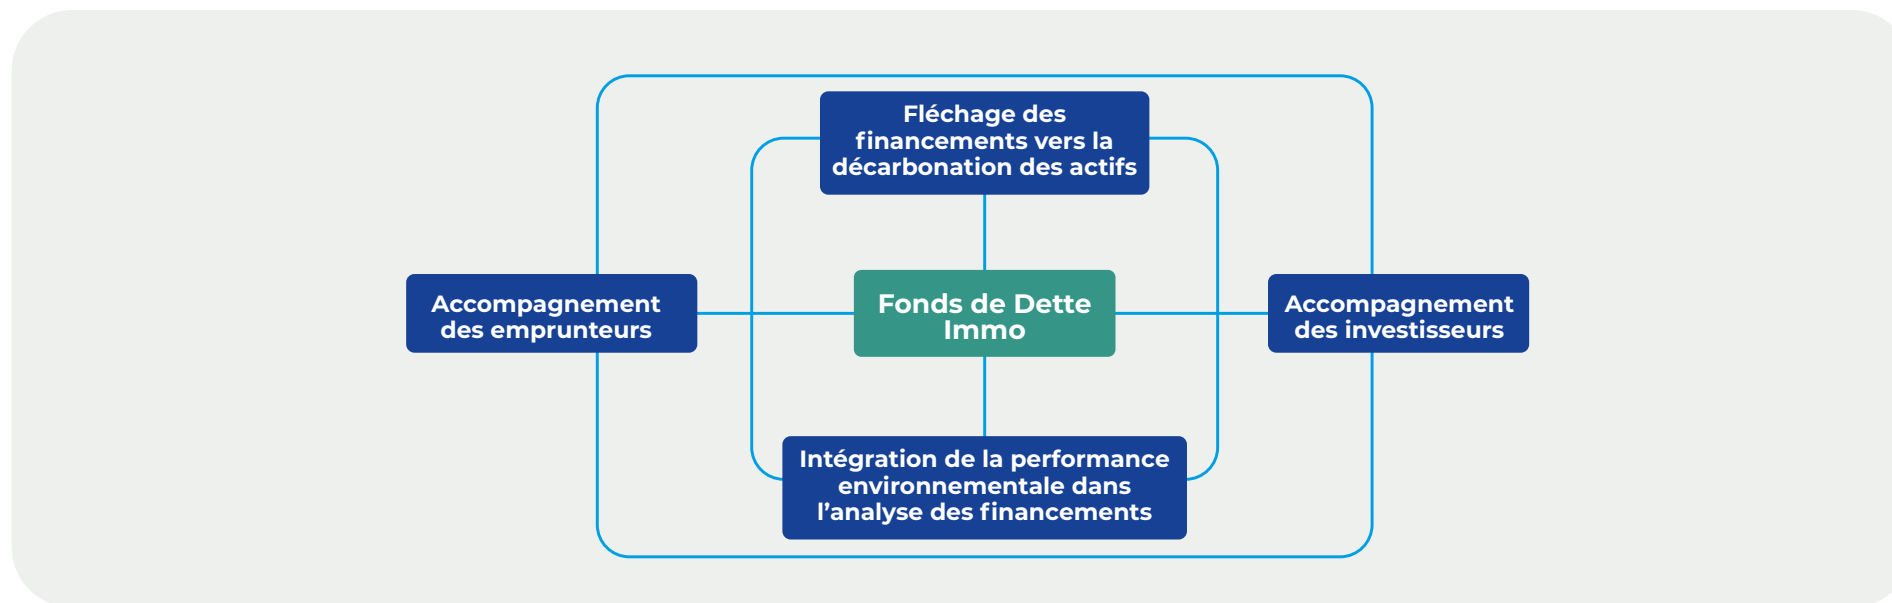 Fléchage des
financements vers la
décarbonation des actifs
Accompagnement
des emprunteurs
Fonds de Dette
Immo
Accompagnement
des investisseurs
Intégration de la performance
environnementale dans
l’analyse des financements